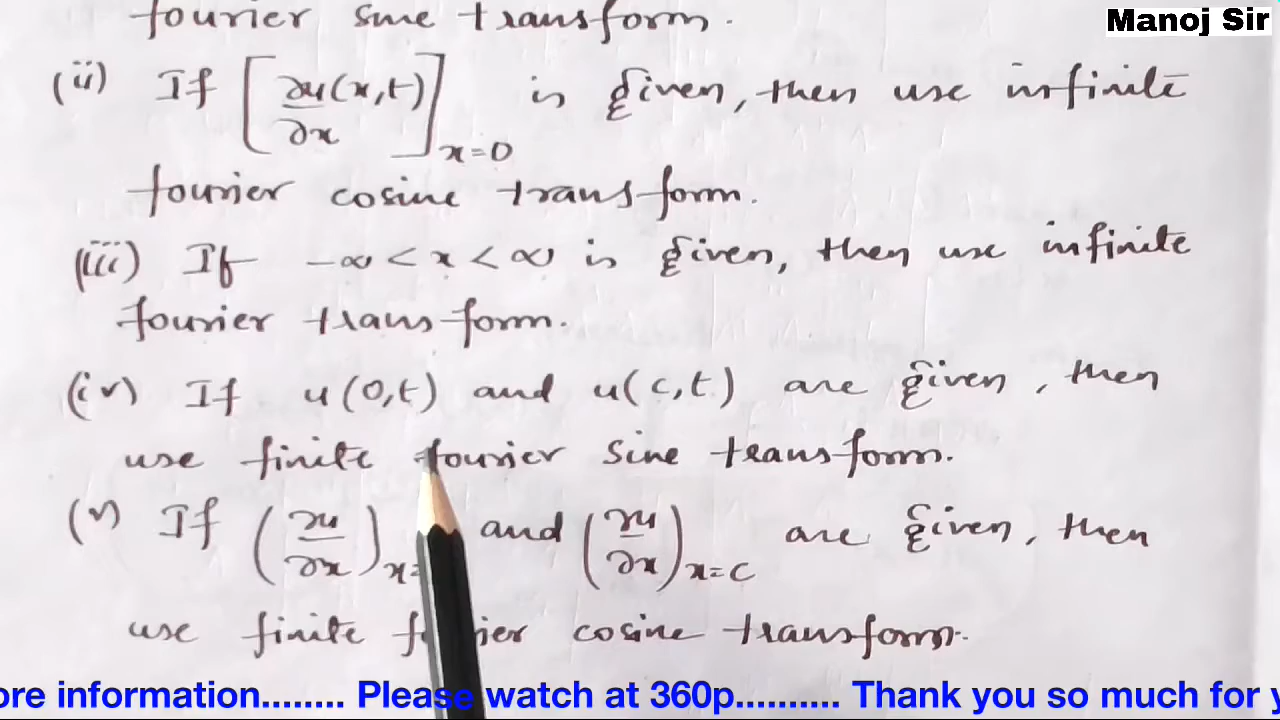 fourier sine transform.
Manoj Sir
(ii) If [∂u(x,t)/∂x]x=0 is given, then use infinite
fourier cosine transform.
(iii) If -∞ < x < ∞ is given, then use infinite
fourier transform.
(iv) If u(0,t) and u(c,t) are given, then
use finite fourier sine transform.
(v) If (∂u/∂x)x= and (∂u/∂x)x=c are given, then
use finite fourier cosine transform.
ore information........ Please watch at 360p.......... Thank you so much for